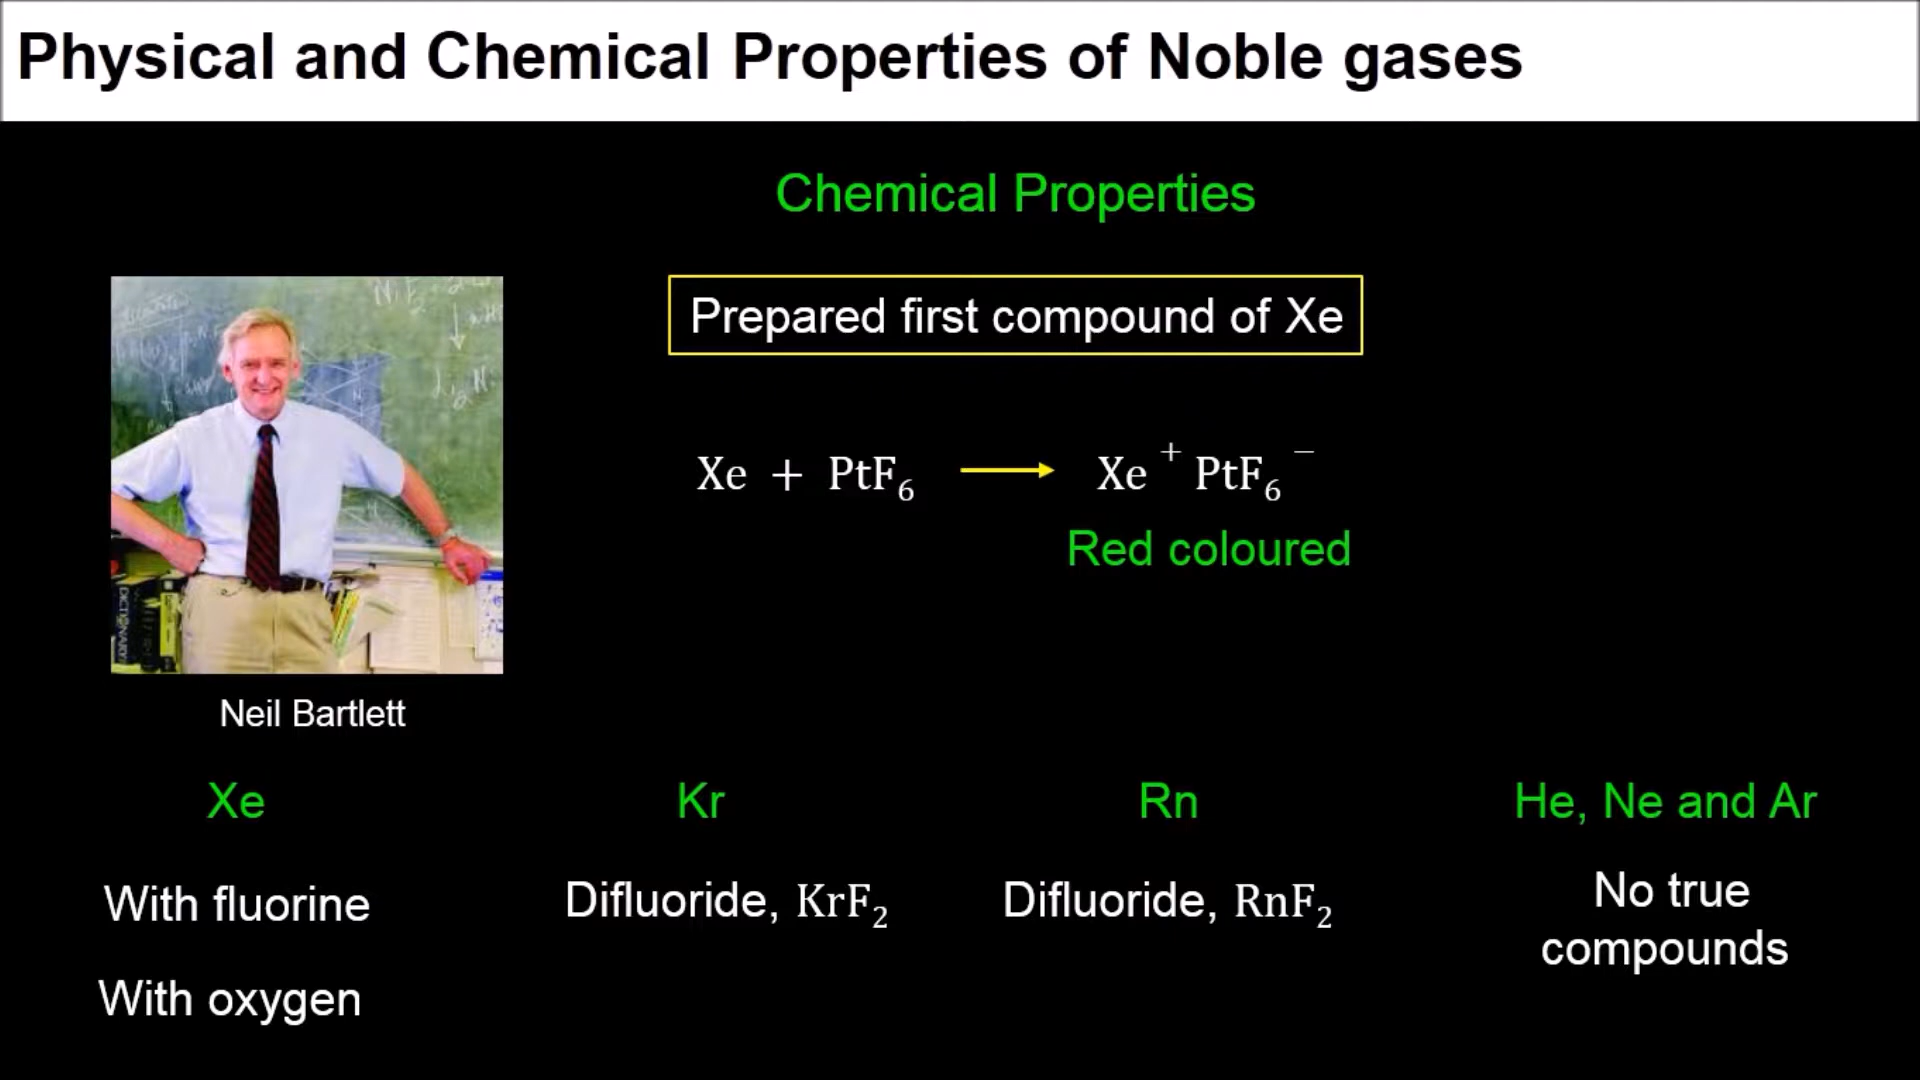 Physical and Chemical Properties of Noble gases
Chemical Properties
Prepared first compound of Xe
Xe + PtF₆ → Xe⁺ PtF₆⁻
Red coloured
DICTIONARY
Neil Bartlett
Xe Kr Rn He, Ne and Ar
With fluorine Difluoride, KrF₂ Difluoride, RnF₂ No true
compounds
With oxygen